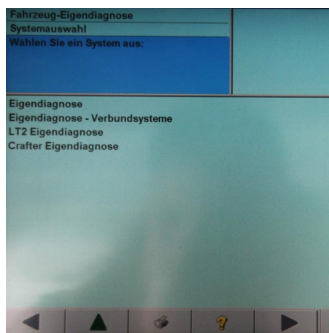 Fahrzeug-Eigendiagnose
Systemauswahl
Wählen Sie ein System aus:
Eigendiagnose
Eigendiagnose - Verbundsysteme
LT2 Eigendiagnose
Crafter Eigendiagnose